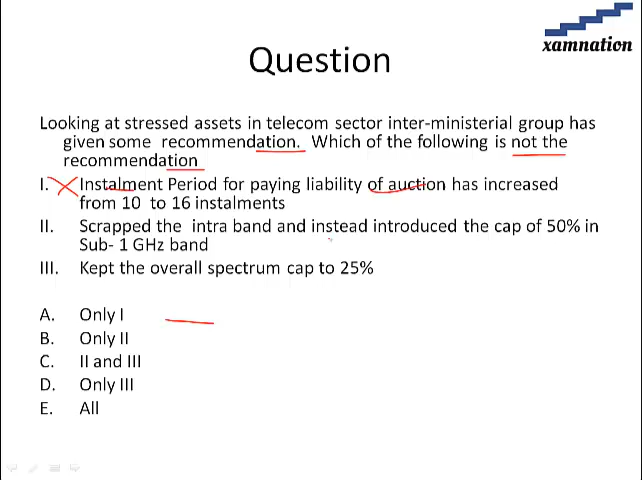 xamnation
Question
Looking at stressed assets in telecom sector inter-ministerial group has
given some recommendation. Which of the following is not the
recommendation
I. Instalment Period for paying liability of auction has increased
from 10 to 16 instalments
II. Scrapped the intra band and instead introduced the cap of 50% in
Sub- 1 GHz band
III. Kept the overall spectrum cap to 25%
A. Only I
B. Only II
C. II and III
D. Only III
E. All